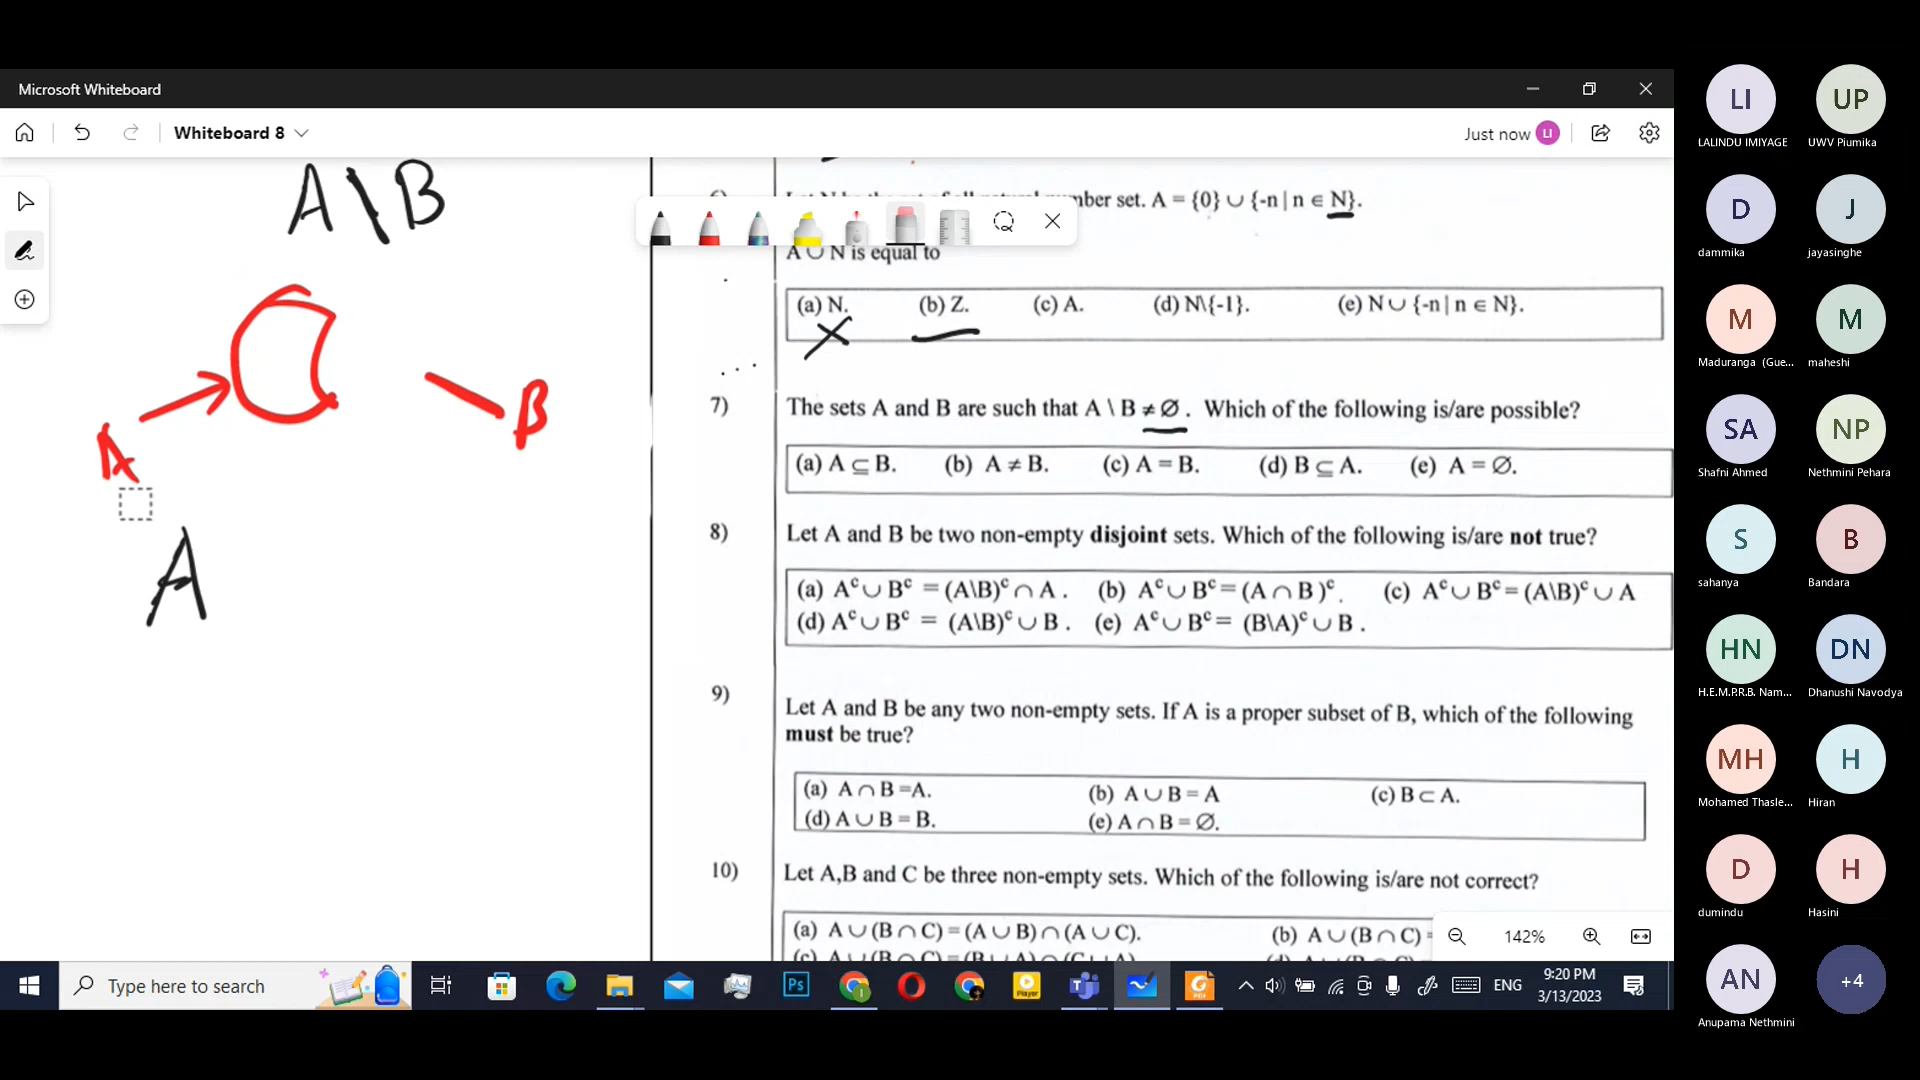 Microsoft Whiteboard
Whiteboard 8
Just now LI
A\B
A
B
A
mber set. A = {0} ∪ {-n | n ∈ N}.
A ∪ N is equal to
(a) N. (b) Z. (c) A. (d) N\{-1}. (e) N ∪ {-n | n ∈ N}.
7) The sets A and B are such that A \ B ≠ Ø. Which of the following is/are possible?
(a) A ⊆ B. (b) A ≠ B. (c) A = B. (d) B ⊆ A. (e) A = Ø.
8) Let A and B be two non-empty disjoint sets. Which of the following is/are not true?
(a) Aᶜ ∪ Bᶜ = (A\B)ᶜ ∩ A. (b) Aᶜ ∪ Bᶜ = (A ∩ B)ᶜ. (c) Aᶜ ∪ Bᶜ = (A\B)ᶜ ∪ A
(d) Aᶜ ∪ Bᶜ = (A\B)ᶜ ∪ B. (e) Aᶜ ∪ Bᶜ = (B\A)ᶜ ∪ B.
9) Let A and B be any two non-empty sets. If A is a proper subset of B, which of the following
must be true?
(a) A ∩ B =A. (b) A ∪ B = A (c) B ⊂ A.
(d) A ∪ B = B. (e) A ∩ B = Ø.
10) Let A,B and C be three non-empty sets. Which of the following is/are not correct?
(a) A ∪ (B ∩ C) = (A ∪ B) ∩ (A ∪ C). (b) A ∪ (B ∩ C) =
142%
Type here to search
Ps
Player
ENG
9:20 PM
3/13/2023
LI UP
LALINDU IMIYAGE UWV Piumika
D J
dammika jayasinghe
M M
Maduranga (Gue... maheshi
SA NP
Shafni Ahmed Nethmini Pehara
S B
sahanya Bandara
HN DN
H.E.M.P.R.B. Nam... Dhanushi Navodya
MH H
Mohamed Thasle... Hiran
D H
dumindu Hasini
AN +4
Anupama Nethmini